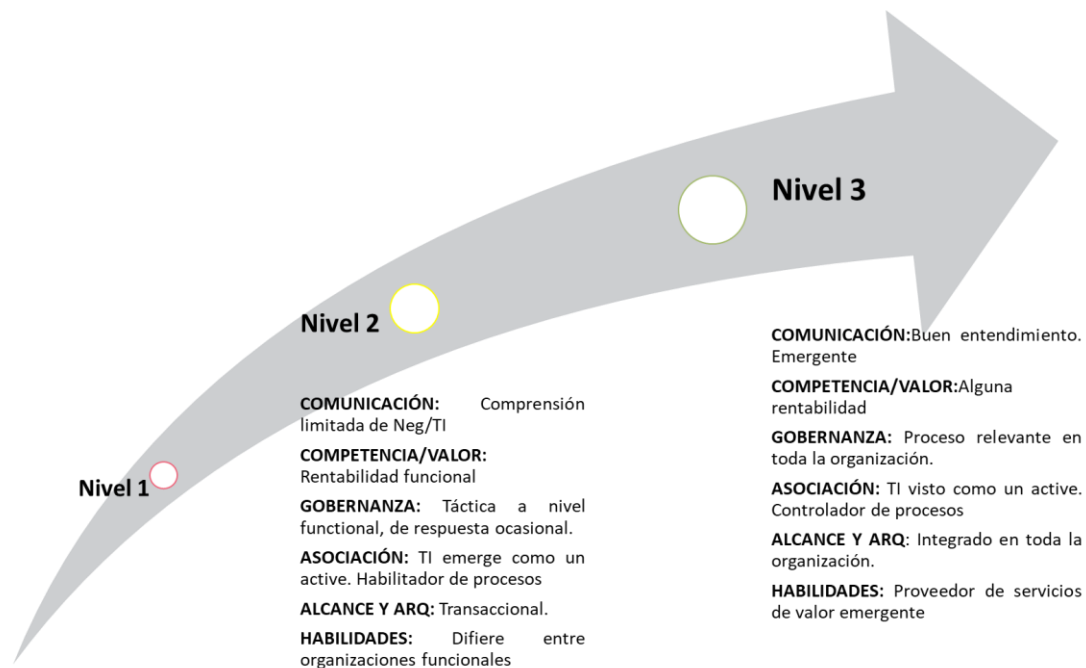 Nivel 1
Nivel 2
COMUNICACIÓN: Comprensión
limitada de Neg/TI
COMPETENCIA/VALOR:
Rentabilidad funcional
GOBERNANZA: Táctica a nivel
functional, de respuesta ocasional.
ASOCIACIÓN: TI emerge como un
active. Habilitador de procesos
ALCANCE Y ARQ: Transaccional.
HABILIDADES: Difiere entre
organizaciones funcionales
Nivel 3
COMUNICACIÓN:Buen entendimiento.
Emergente
COMPETENCIA/VALOR:Alguna
rentabilidad
GOBERNANZA: Proceso relevante en
toda la organización.
ASOCIACIÓN: TI visto como un active.
Controlador de procesos
ALCANCE Y ARQ: Integrado en toda la
organización.
HABILIDADES: Proveedor de servicios
de valor emergente